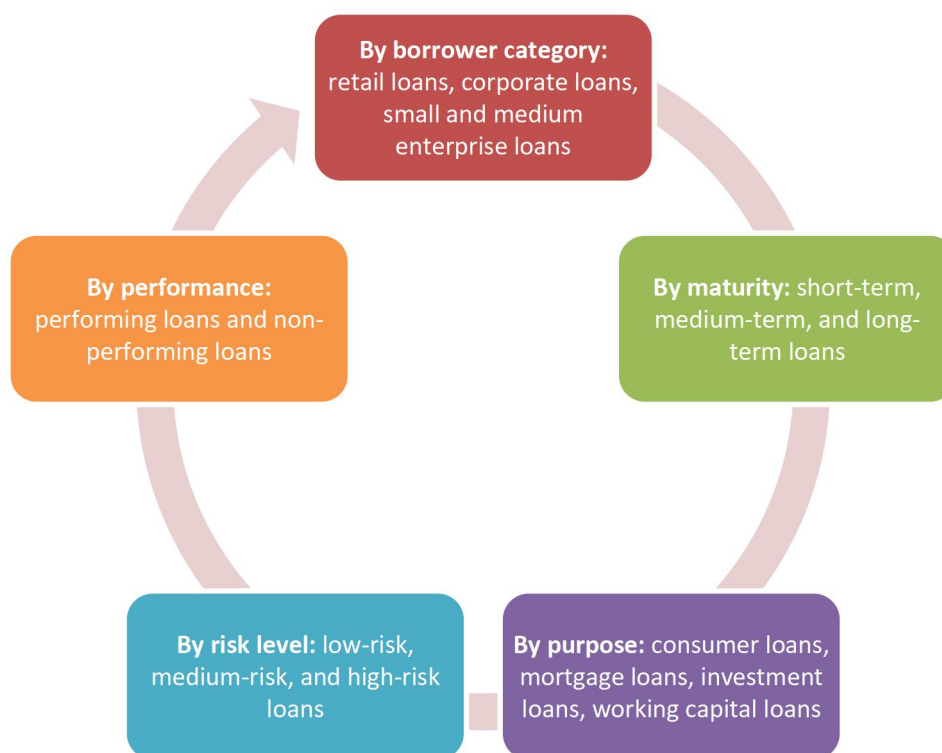 By borrower category:
retail loans, corporate loans,
small and medium
enterprise loans
By maturity: short-term,
medium-term, and long-
term loans
By purpose: consumer loans,
mortgage loans, investment
loans, working capital loans
By risk level: low-risk,
medium-risk, and high-risk
loans
By performance:
performing loans and non-
performing loans